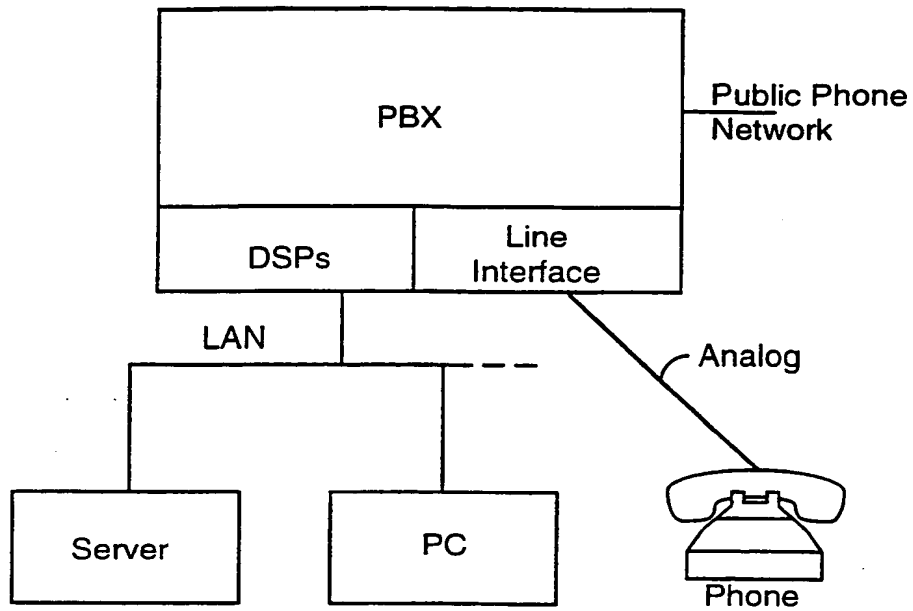 PBX
Public Phone
Network
DSPs
Line
Interface
LAN
Analog
Server
PC
Phone